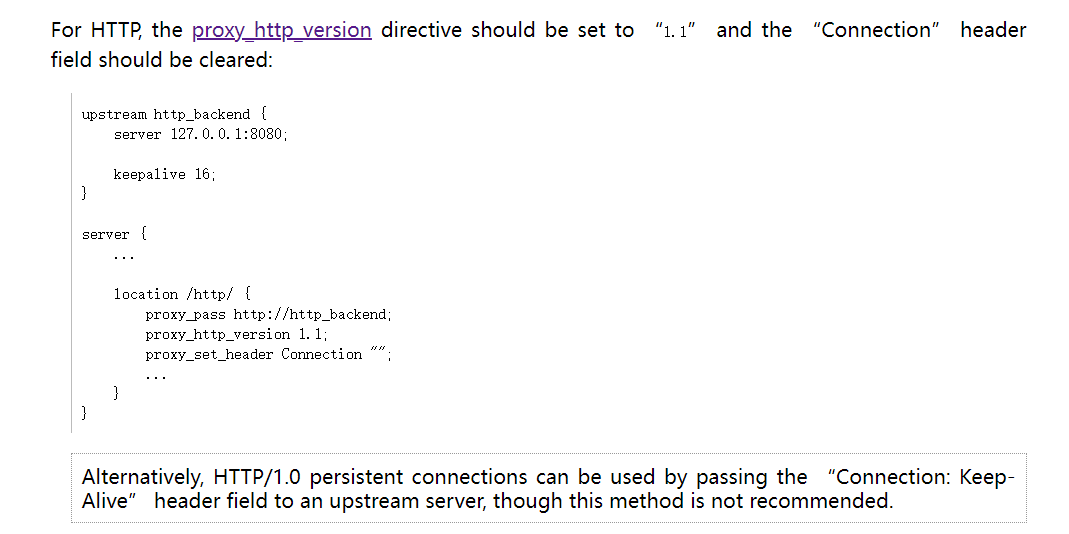 For HTTP, the proxy_http_version directive should be set to “1.1” and the “Connection” header
field should be cleared:
upstream http_backend {
    server 127.0.0.1:8080;
    keepalive 16;
}
server {
    ...
    location /http/ {
        proxy_pass http://http_backend;
        proxy_http_version 1.1;
        proxy_set_header Connection "";
        ...
    }
}
Alternatively, HTTP/1.0 persistent connections can be used by passing the “Connection: Keep-
Alive” header field to an upstream server, though this method is not recommended.